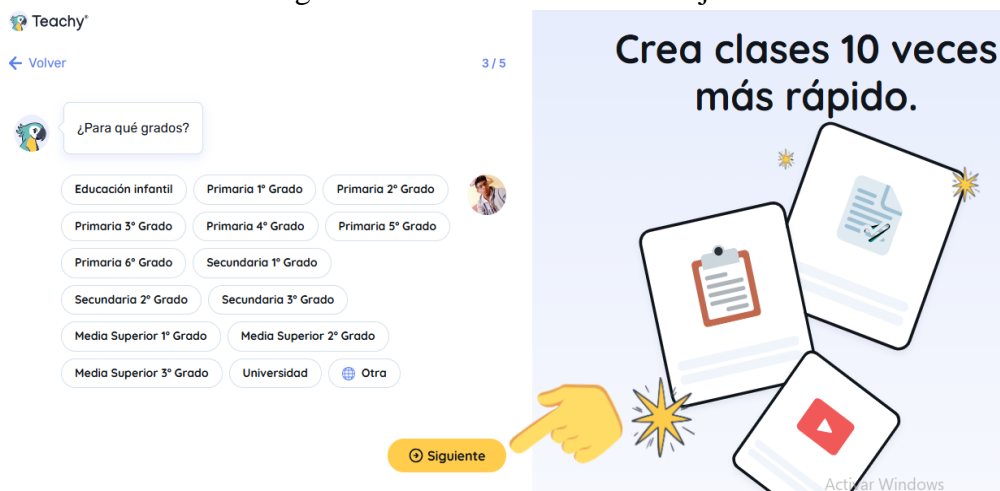 Teachy
Volver
3 / 5
¿Para qué grados?
Educación infantil
Primaria 1º Grado
Primaria 2º Grado
Primaria 3º Grado
Primaria 4º Grado
Primaria 5º Grado
Primaria 6º Grado
Secundaria 1º Grado
Secundaria 2º Grado
Secundaria 3º Grado
Media Superior 1º Grado
Media Superior 2º Grado
Media Superior 3º Grado
Universidad
Otra
Siguiente
Crea clases 10 veces
más rápido.
Activar Windows